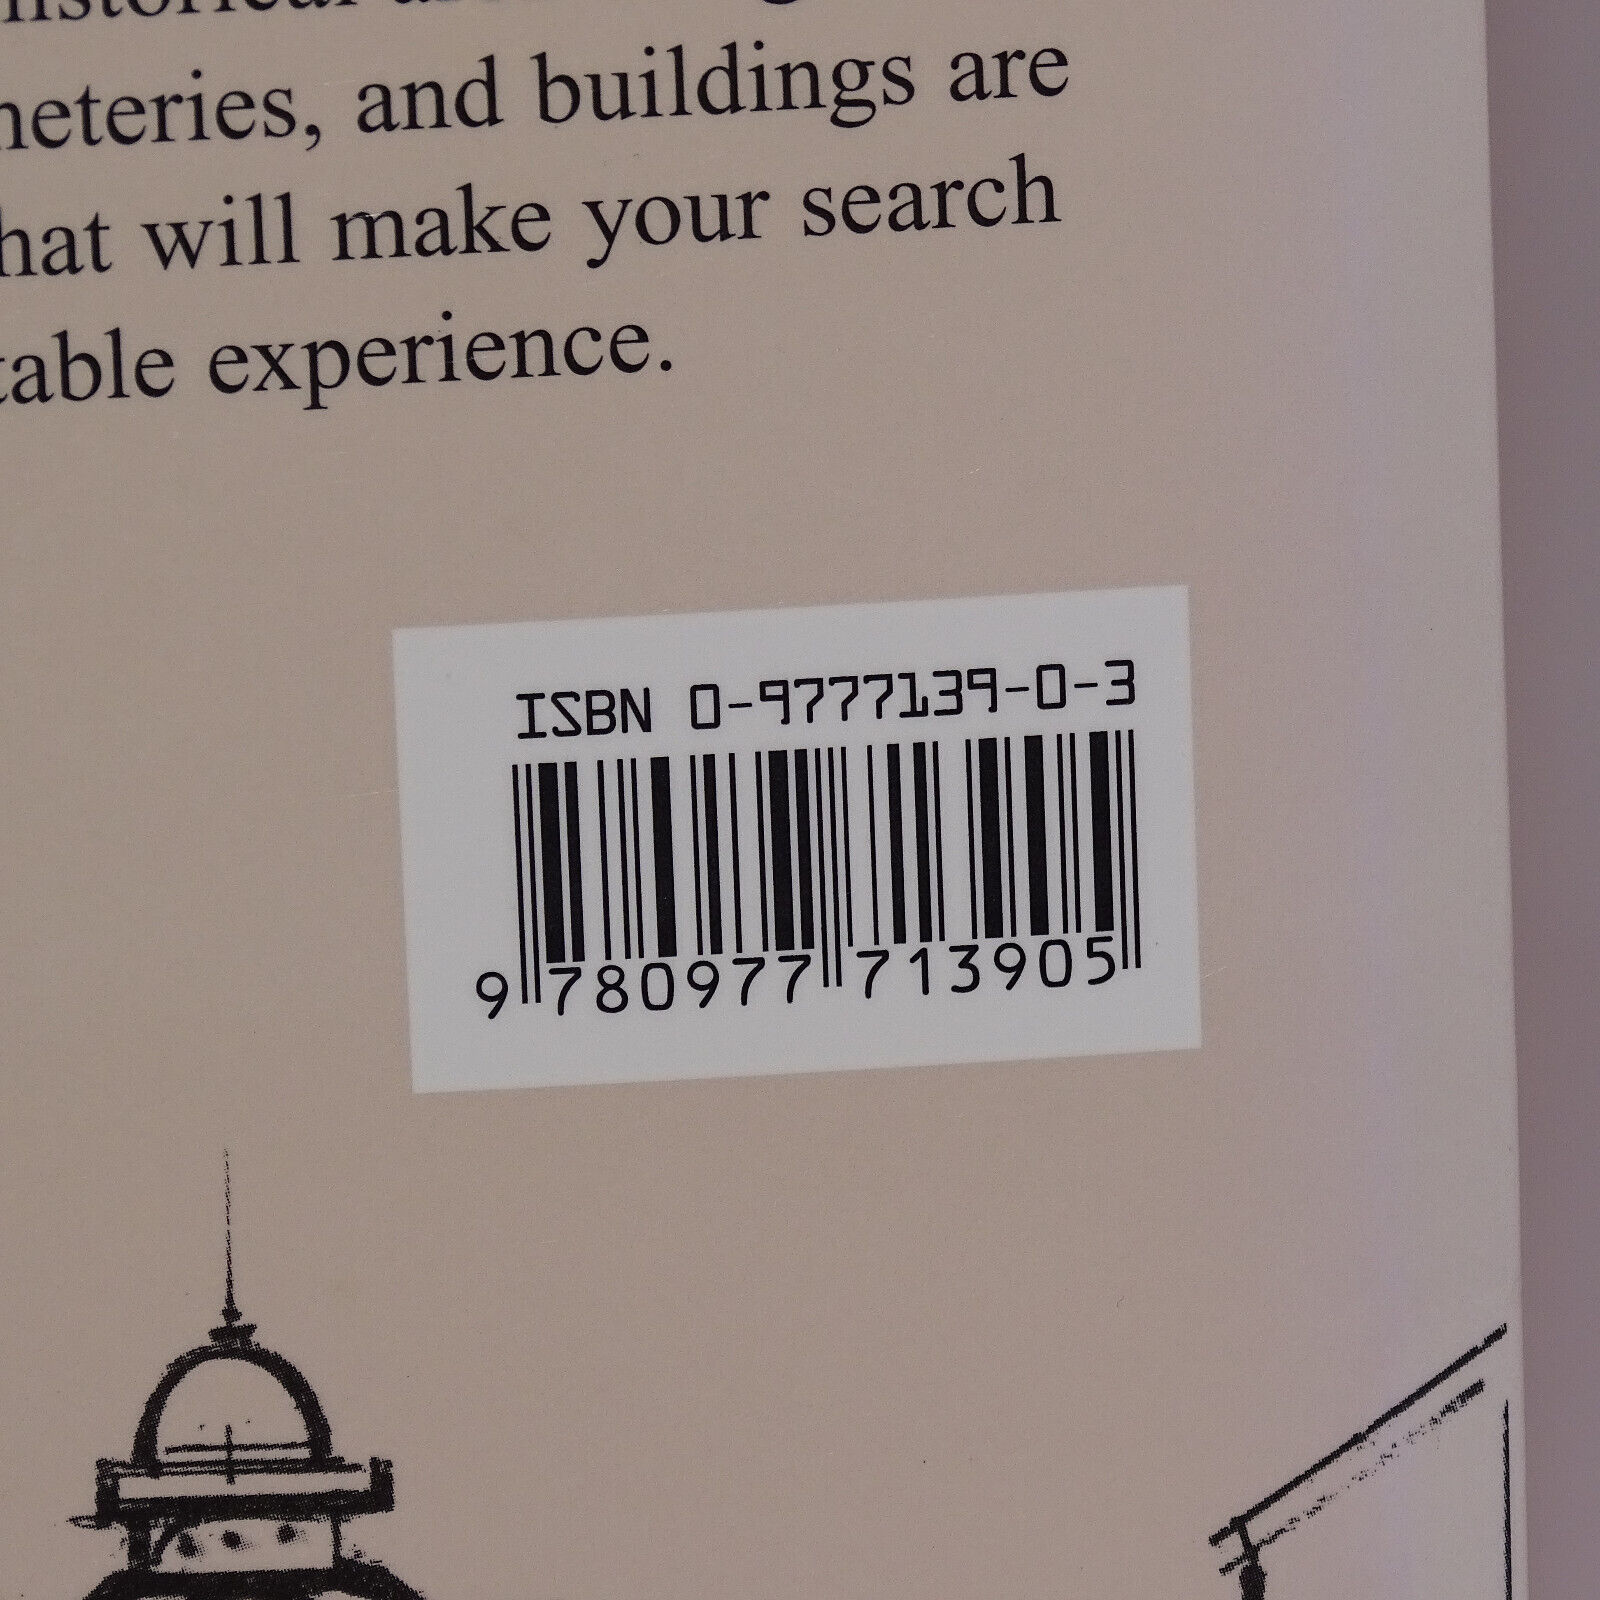 historical
meteries, and buildings are
hat will make your search
table experience.
ISBN 0-9777139-0-3
9 780977 713905